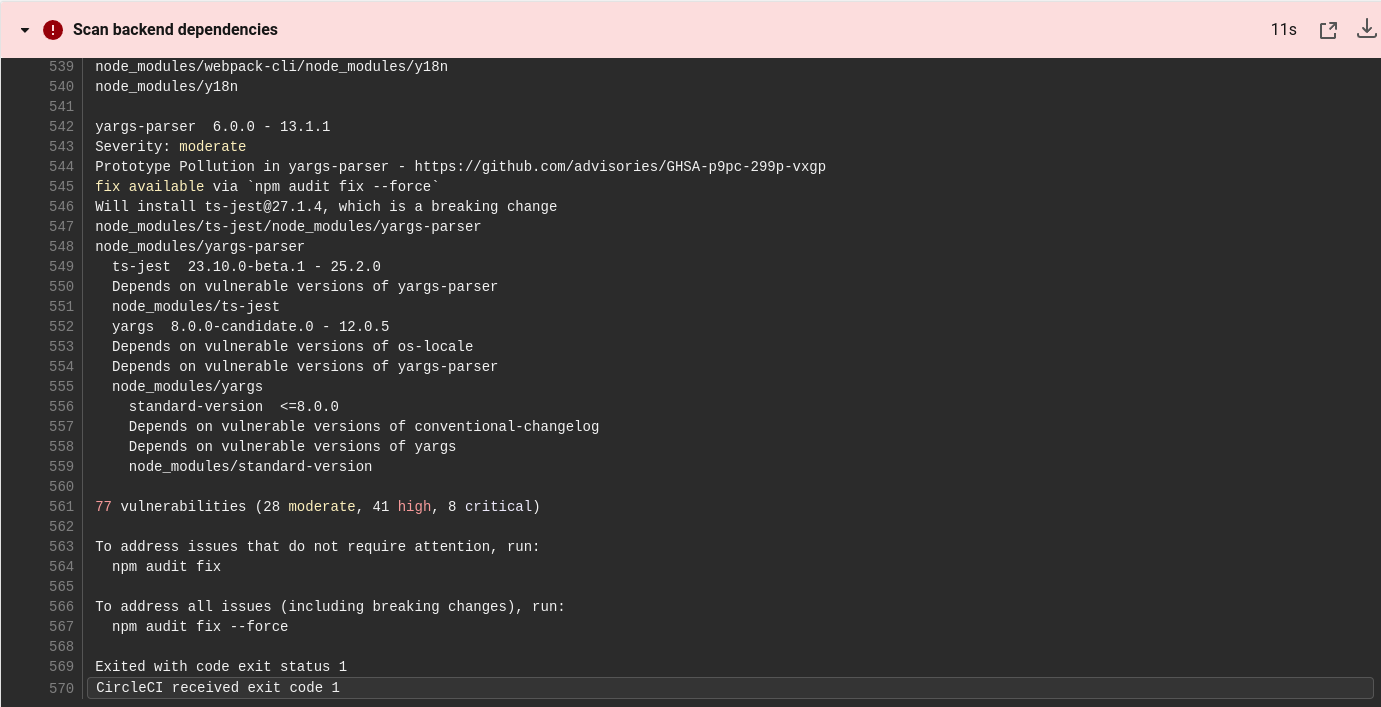 Scan backend dependencies 11s
539 node_modules/webpack-cli/node_modules/y18n
540 node_modules/y18n
541
542 yargs-parser  6.0.0 - 13.1.1
543 Severity: moderate
544 Prototype Pollution in yargs-parser - https://github.com/advisories/GHSA-p9pc-299p-vxgp
545 fix available via `npm audit fix --force`
546 Will install ts-jest@27.1.4, which is a breaking change
547 node_modules/ts-jest/node_modules/yargs-parser
548 node_modules/yargs-parser
549   ts-jest  23.10.0-beta.1 - 25.2.0
550   Depends on vulnerable versions of yargs-parser
551   node_modules/ts-jest
552   yargs  8.0.0-candidate.0 - 12.0.5
553   Depends on vulnerable versions of os-locale
554   Depends on vulnerable versions of yargs-parser
555   node_modules/yargs
556     standard-version  <=8.0.0
557     Depends on vulnerable versions of conventional-changelog
558     Depends on vulnerable versions of yargs
559     node_modules/standard-version
560
561 77 vulnerabilities (28 moderate, 41 high, 8 critical)
562
563 To address issues that do not require attention, run:
564   npm audit fix
565
566 To address all issues (including breaking changes), run:
567   npm audit fix --force
568
569 Exited with code exit status 1
570 CircleCI received exit code 1